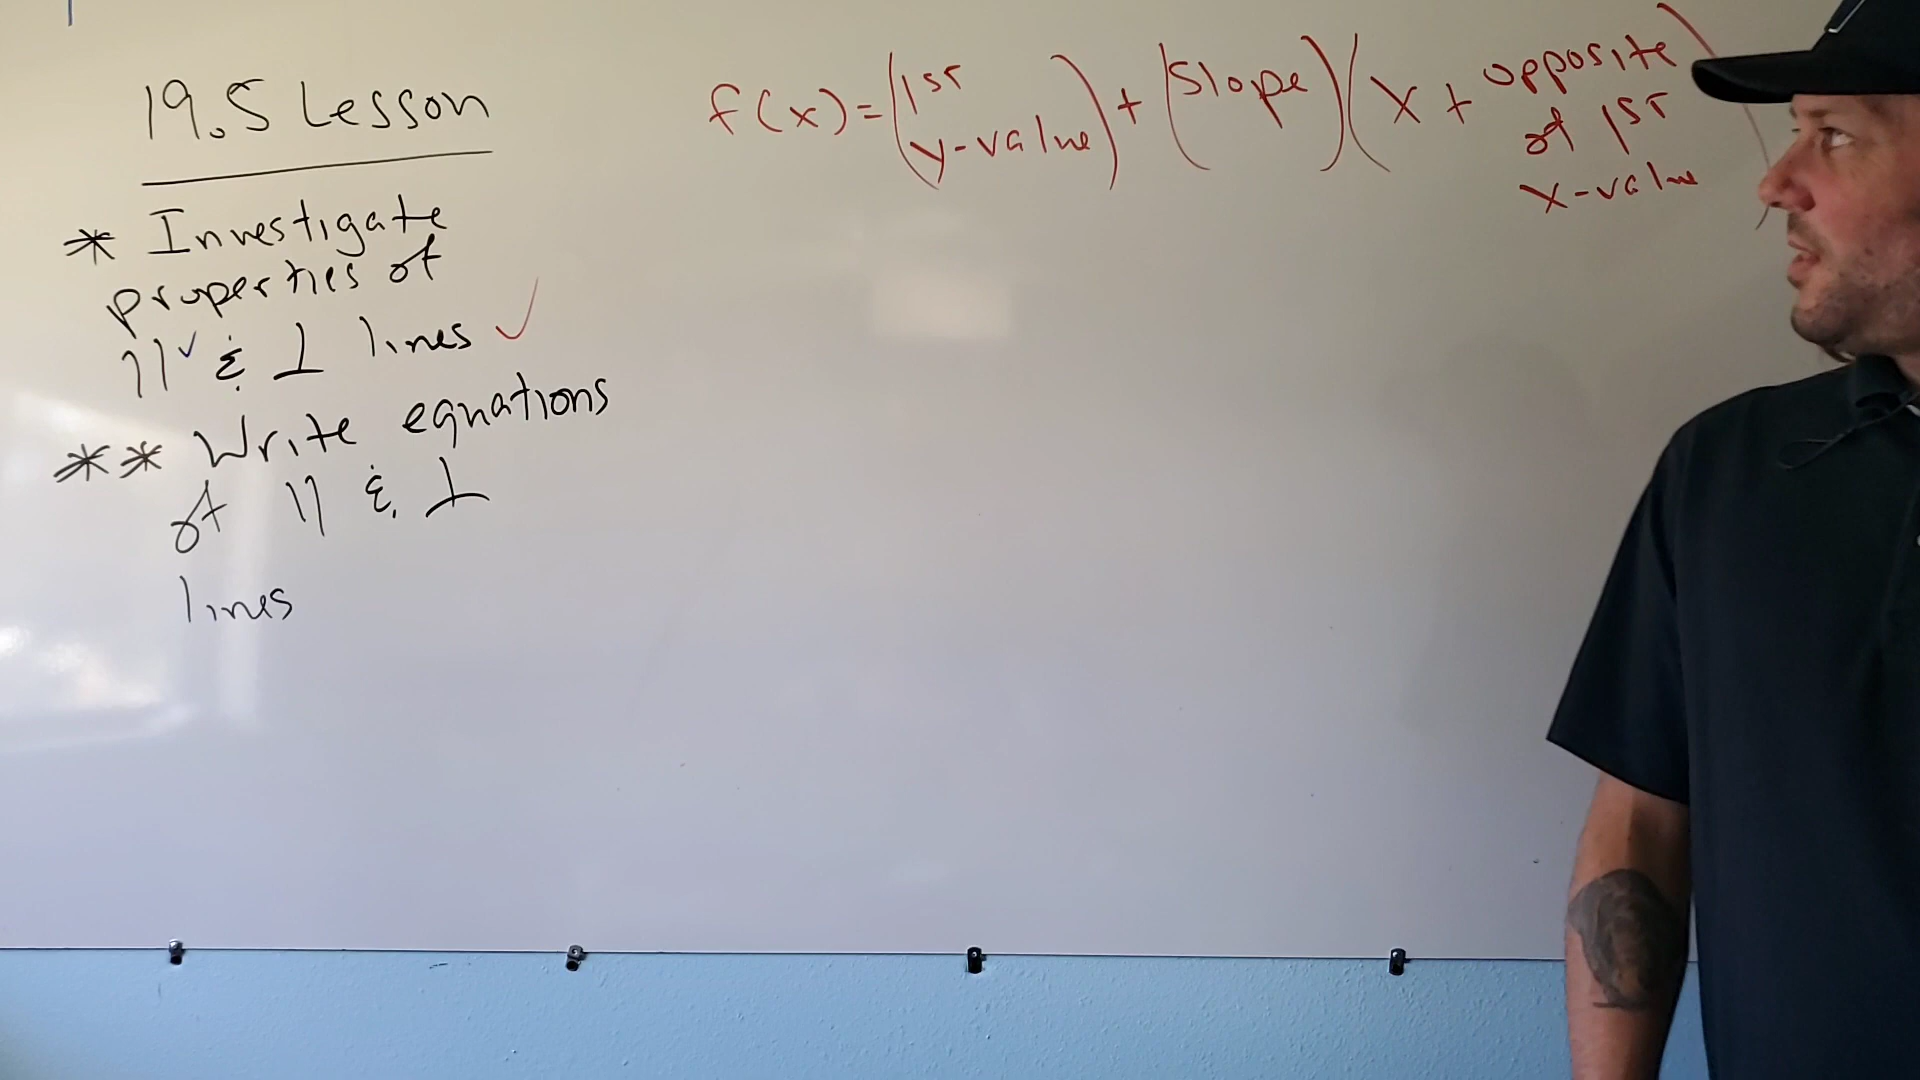 19.5 Lesson
* Investigate
properties of
|| ✓ & ⊥ lines ✓
** Write equations
of || & ⊥
lines
f(x) = (1st y-value) + (slope)(x + opposite of 1st x-value)